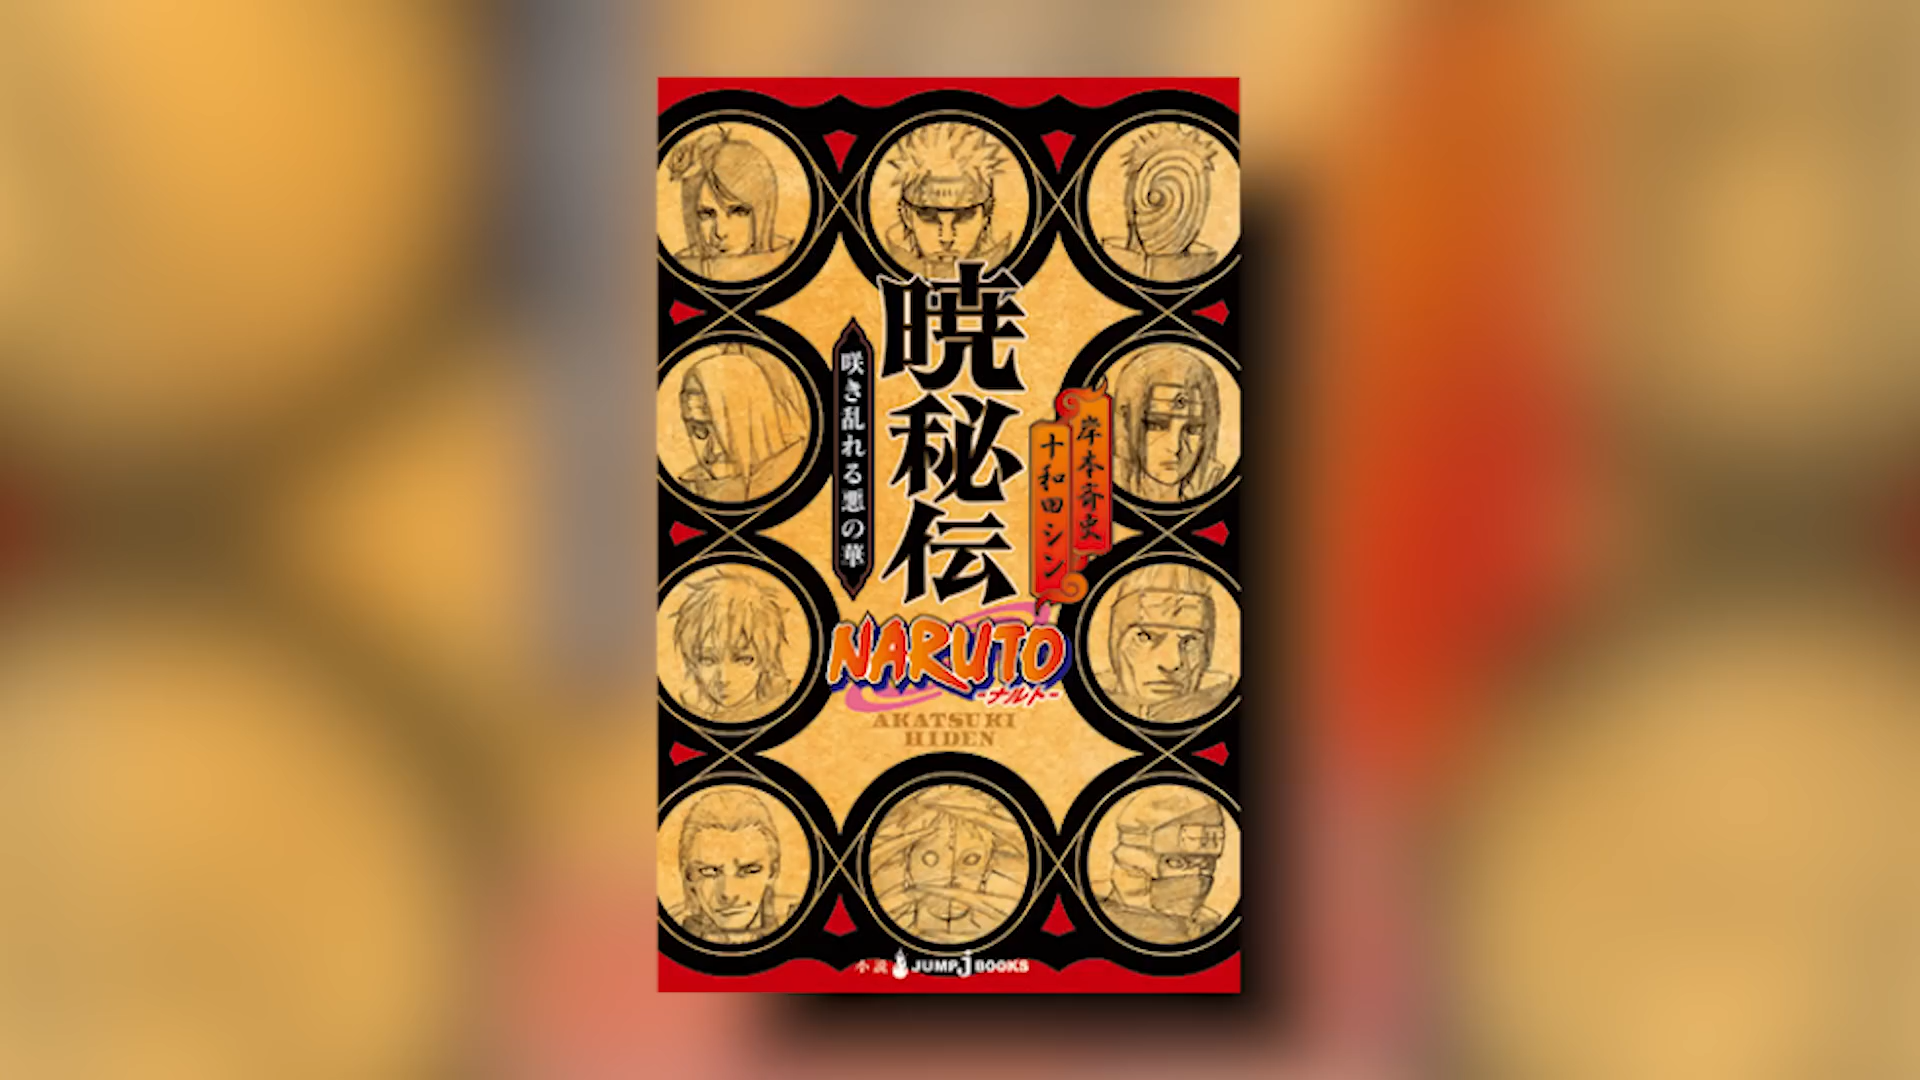 暁秘伝
咲き乱れる悪の華
岸本斉史
十和田シン
NARUTO
-ナルト-
AKATSUKI
HIDEN
小説 JUMP j BOOKS